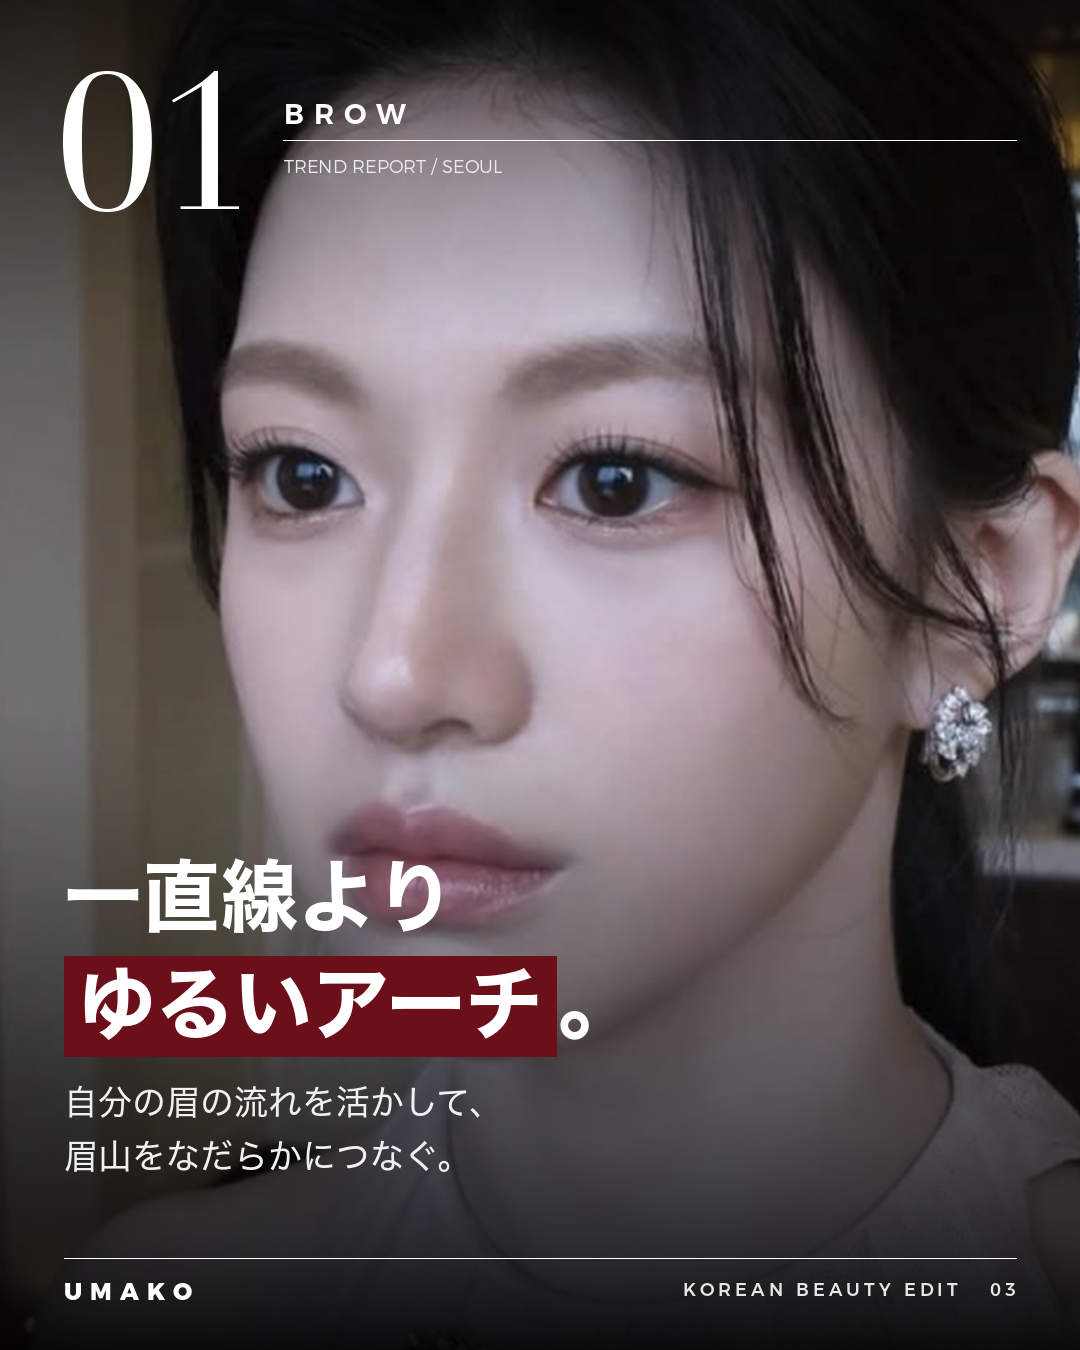 01
BROW
TREND REPORT / SEOUL
一直線より
ゆるいアーチ。
自分の眉の流れを活かして、
眉山をなだらかにつなぐ。
UMAKO
KOREAN BEAUTY EDIT 03